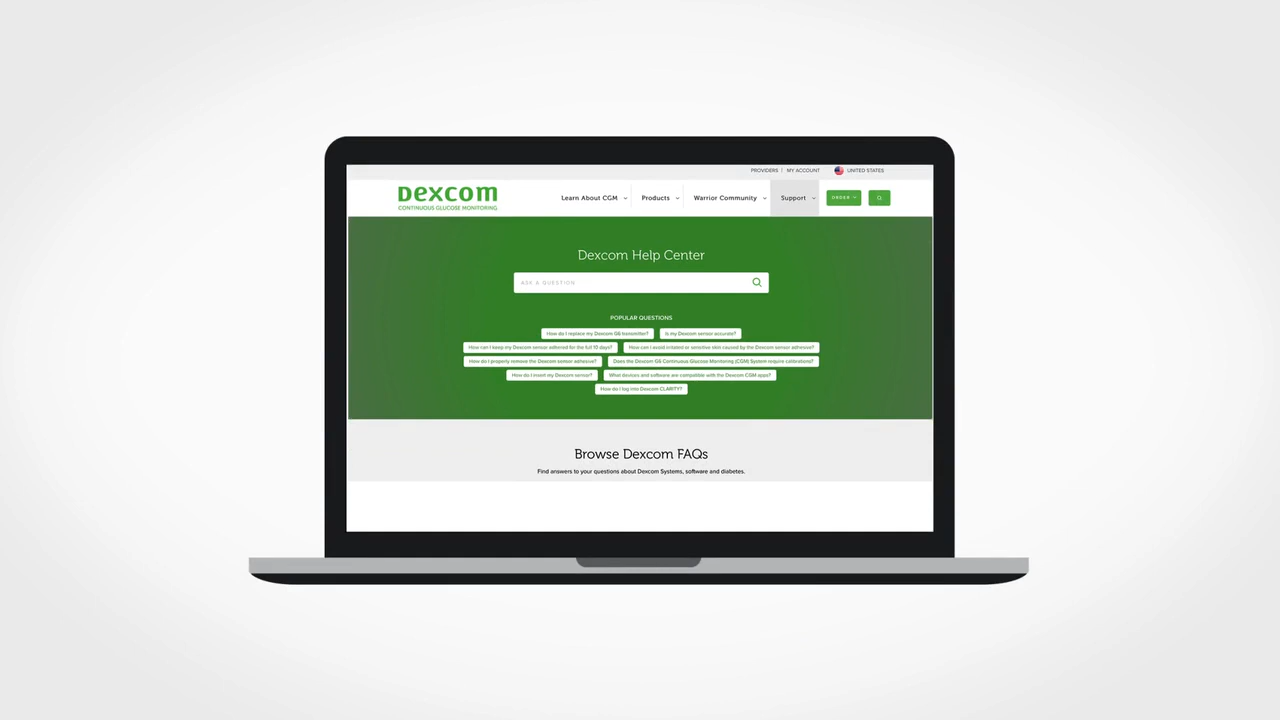 PROVIDERS | MY ACCOUNT UNITED STATES
Dexcom
CONTINUOUS GLUCOSE MONITORING
Learn About CGM Products Warrior Community Support ORDER
Dexcom Help Center
ASK A QUESTION
POPULAR QUESTIONS
How do I replace my Dexcom G6 transmitter? Is my Dexcom sensor accurate?
How can I keep my Dexcom sensor adhered for the full 10 days? How can I avoid irritated or sensitive skin caused by the Dexcom sensor adhesive?
How do I properly remove the Dexcom sensor adhesive? Does the Dexcom G6 Continuous Glucose Monitoring (CGM) System require calibrations?
How do I insert my Dexcom sensor? What devices and software are compatible with the Dexcom CGM apps?
How do I log into Dexcom CLARITY?
Browse Dexcom FAQs
Find answers to your questions about Dexcom Systems, software and diabetes.